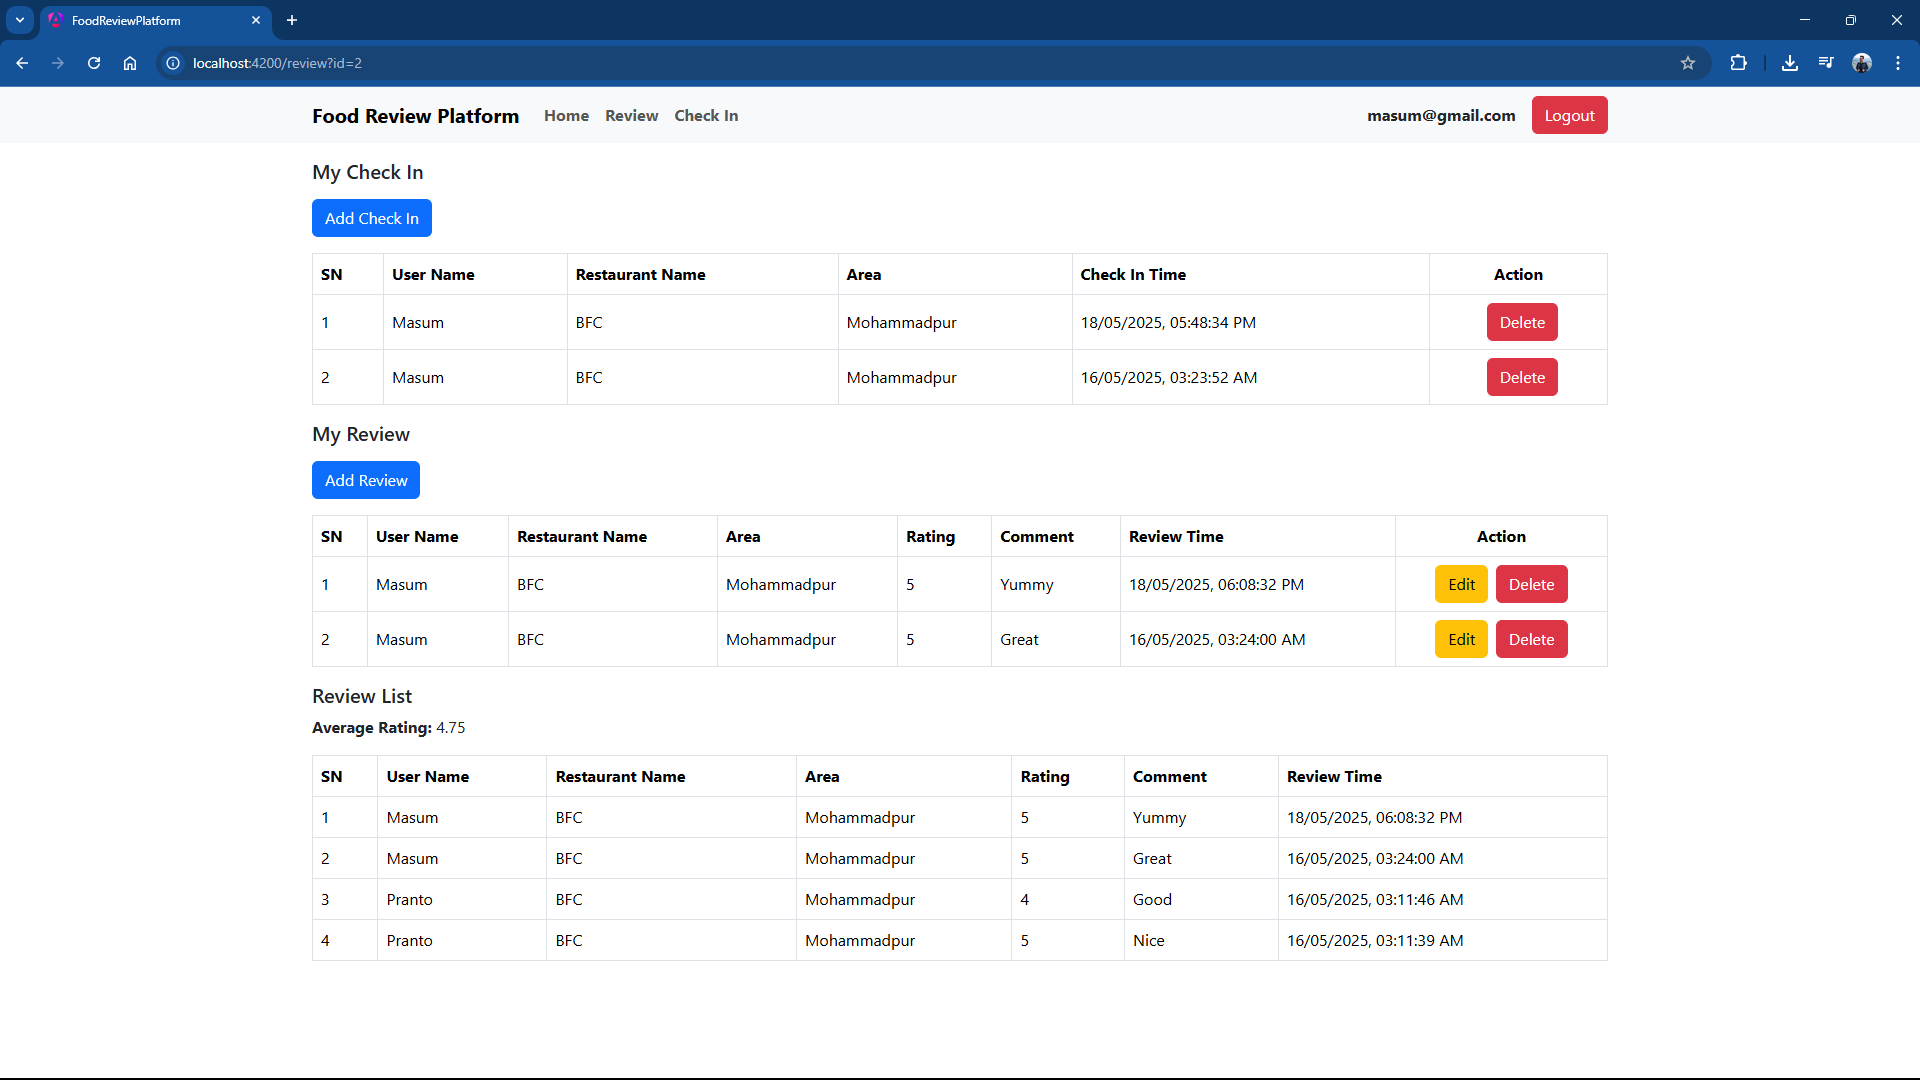 FoodReviewPlatform
localhost:4200/review?id=2
Food Review Platform Home Review Check In masum@gmail.com Logout
My Check In
Add Check In
SN User Name Restaurant Name Area Check In Time Action
1 Masum BFC Mohammadpur 18/05/2025, 05:48:34 PM Delete
2 Masum BFC Mohammadpur 16/05/2025, 03:23:52 AM Delete
My Review
Add Review
SN User Name Restaurant Name Area Rating Comment Review Time Action
1 Masum BFC Mohammadpur 5 Yummy 18/05/2025, 06:08:32 PM Edit Delete
2 Masum BFC Mohammadpur 5 Great 16/05/2025, 03:24:00 AM Edit Delete
Review List
Average Rating: 4.75
SN User Name Restaurant Name Area Rating Comment Review Time
1 Masum BFC Mohammadpur 5 Yummy 18/05/2025, 06:08:32 PM
2 Masum BFC Mohammadpur 5 Great 16/05/2025, 03:24:00 AM
3 Pranto BFC Mohammadpur 4 Good 16/05/2025, 03:11:46 AM
4 Pranto BFC Mohammadpur 5 Nice 16/05/2025, 03:11:39 AM